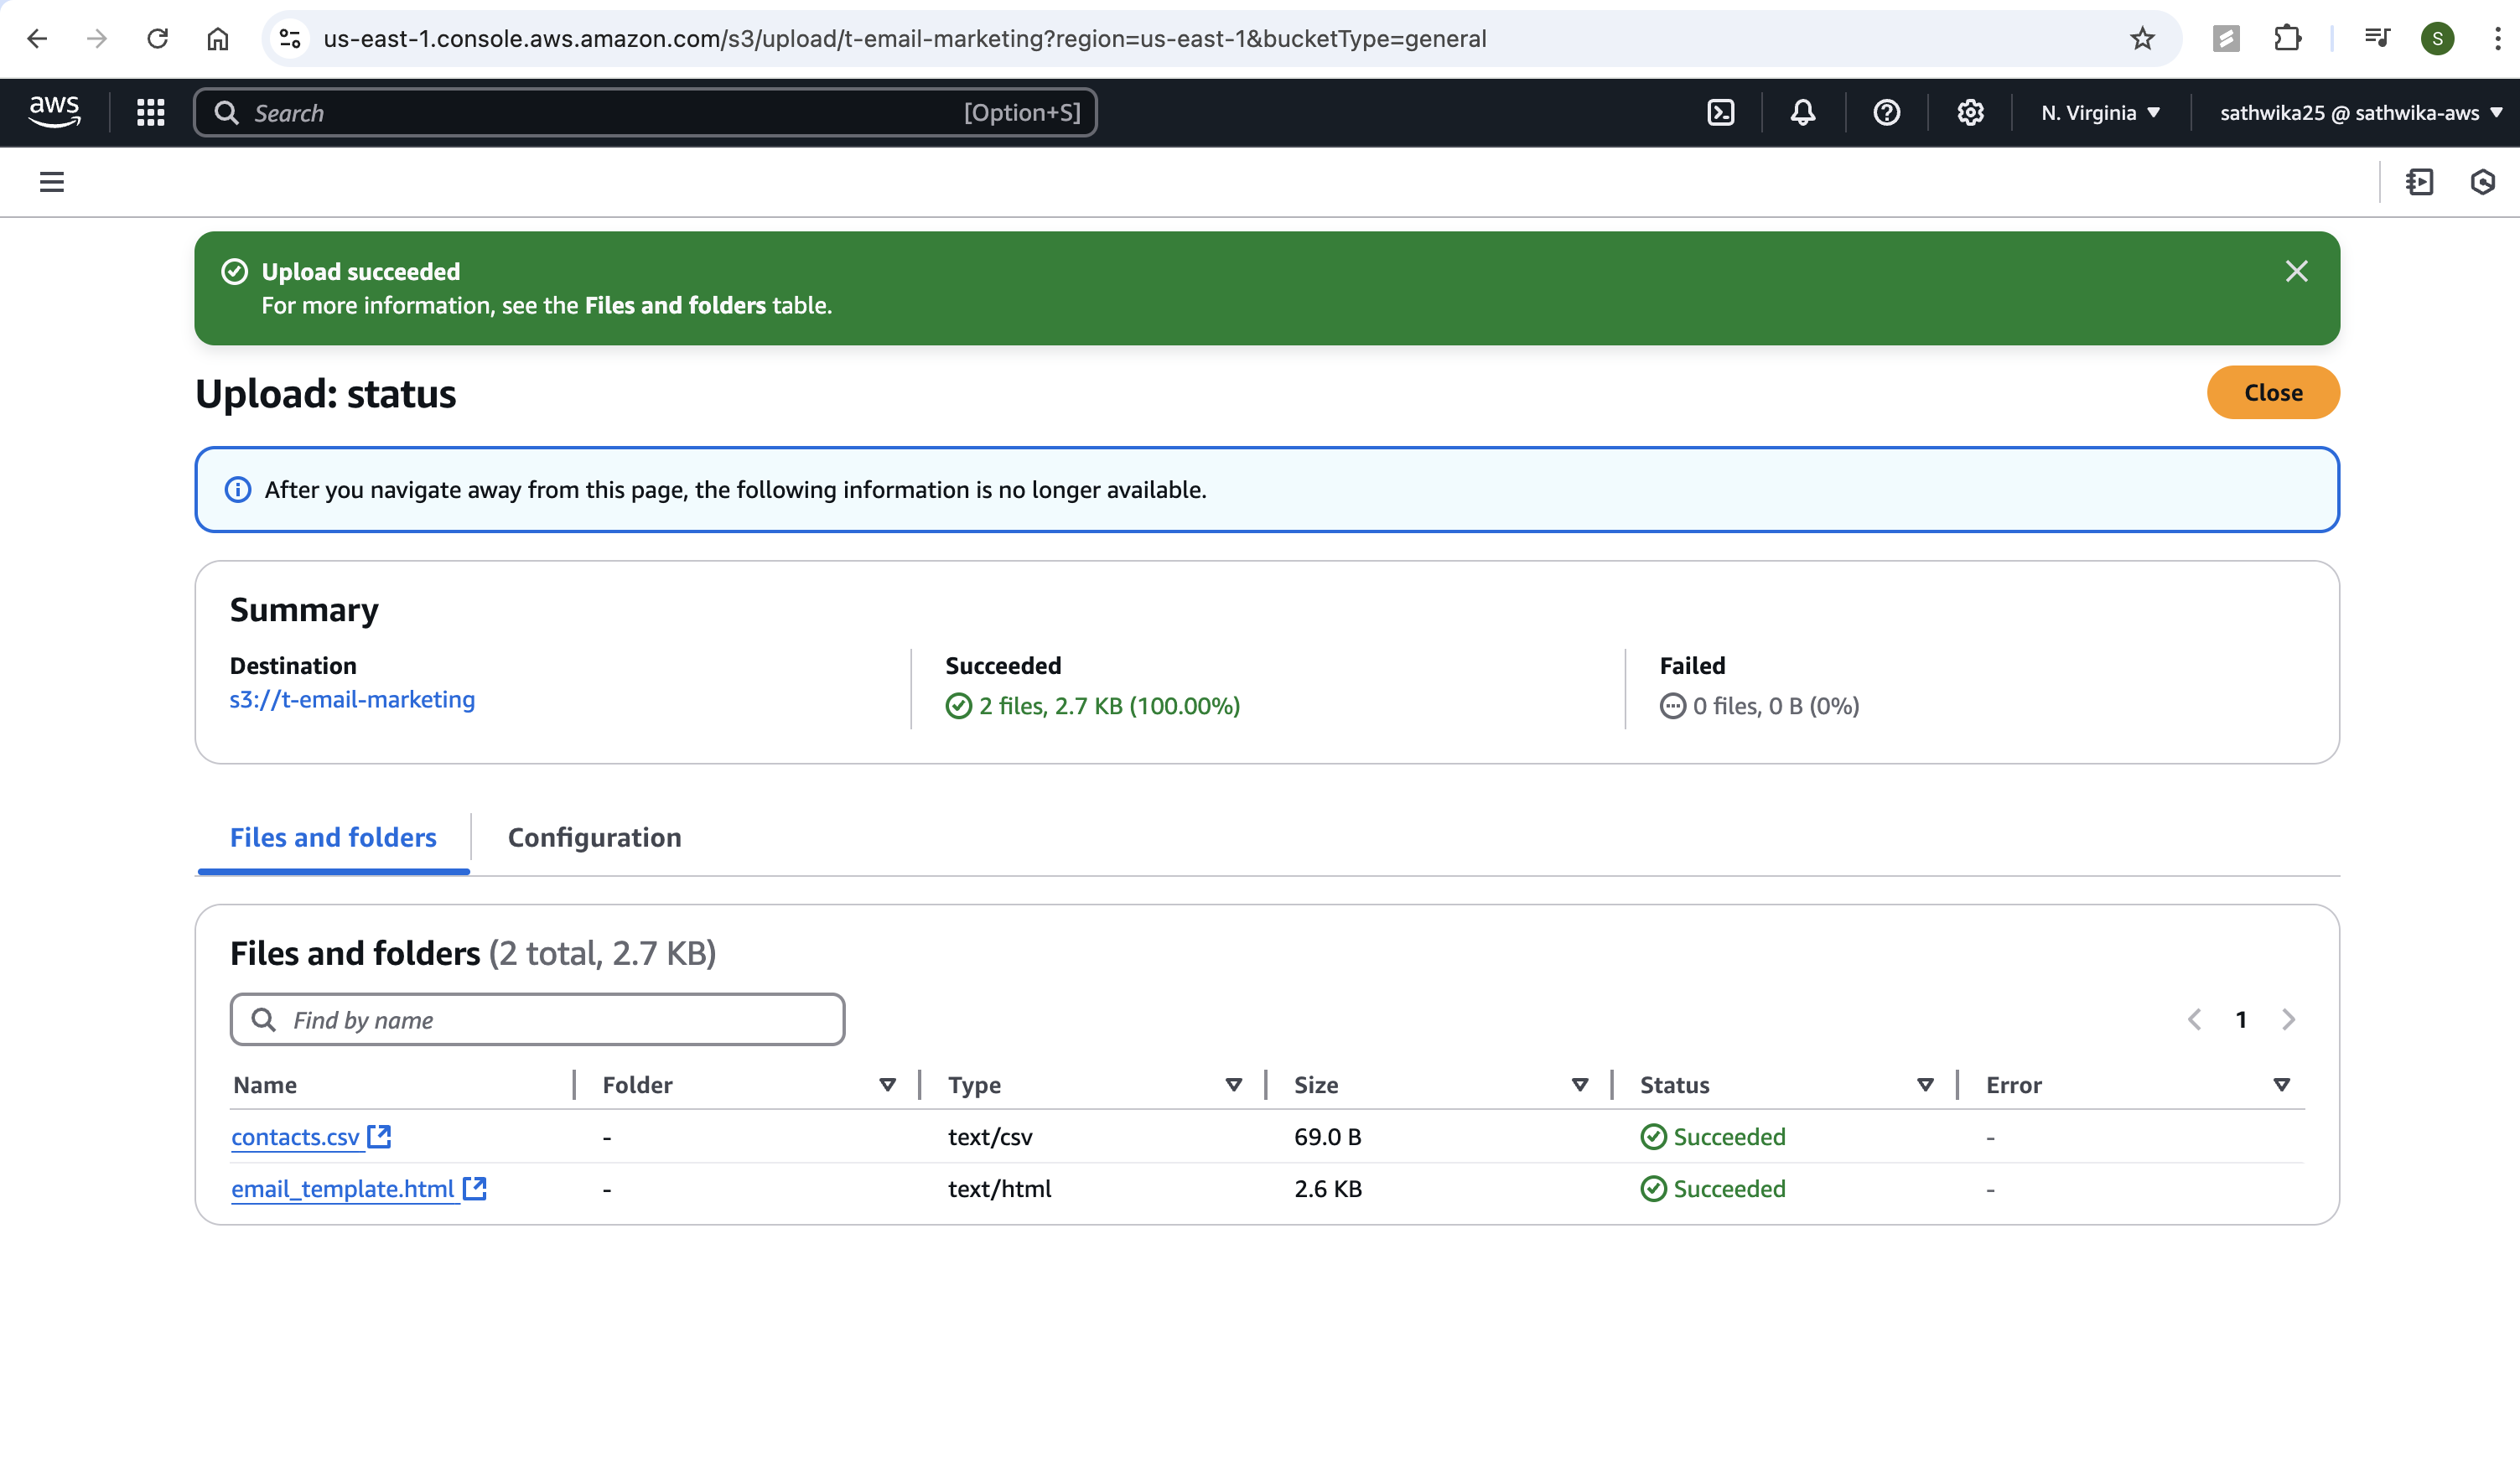 us-east-1.console.aws.amazon.com/s3/upload/t-email-marketing?region=us-east-1&bucketType=general
S
aws
Search
[Option+S]
N. Virginia
sathwika25 @ sathwika-aws
Upload succeeded
For more information, see the Files and folders table.
Upload: status
Close
After you navigate away from this page, the following information is no longer available.
Summary
Destination
s3://t-email-marketing
Succeeded
2 files, 2.7 KB (100.00%)
Failed
0 files, 0 B (0%)
Files and folders
Configuration
Files and folders (2 total, 2.7 KB)
Find by name
1
Name Folder Type Size Status Error
contacts.csv - text/csv 69.0 B Succeeded -
email_template.html - text/html 2.6 KB Succeeded -